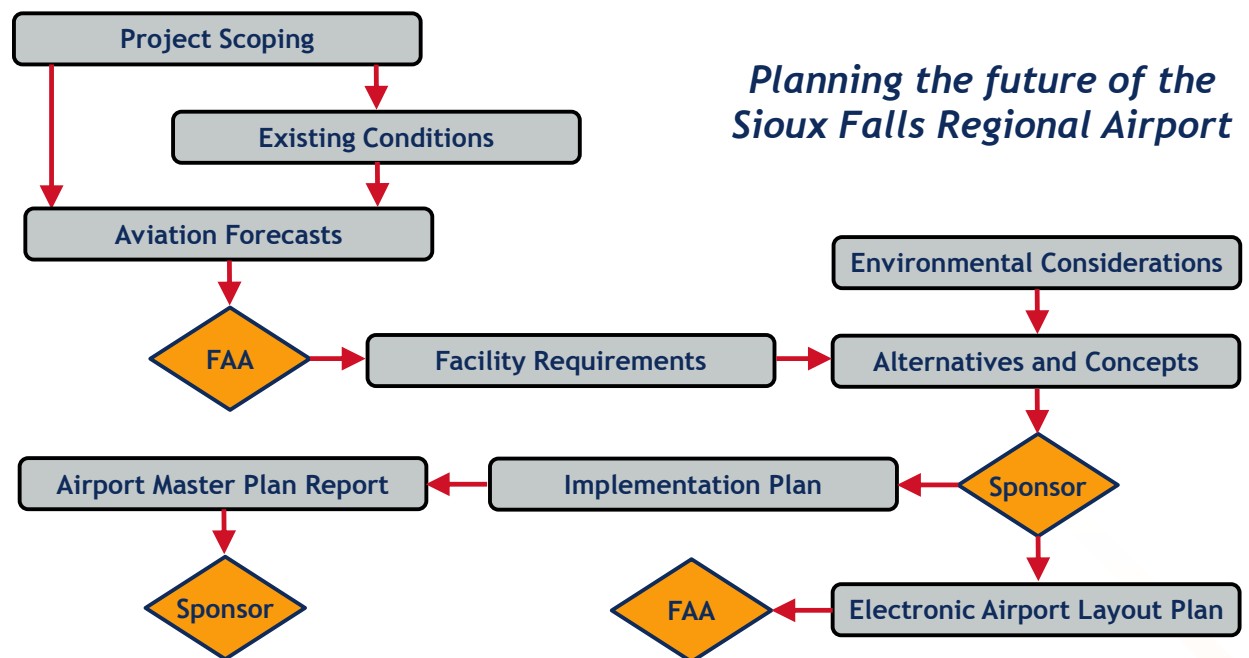 Project Scoping
Planning the future of the
Sioux Falls Regional Airport
Existing Conditions
Aviation Forecasts
Environmental Considerations
FAA
Facility Requirements
Alternatives and Concepts
Airport Master Plan Report
Implementation Plan
Sponsor
Sponsor
FAA
Electronic Airport Layout Plan